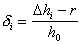 δᵢ = (Δhᵢ − r) / h₀